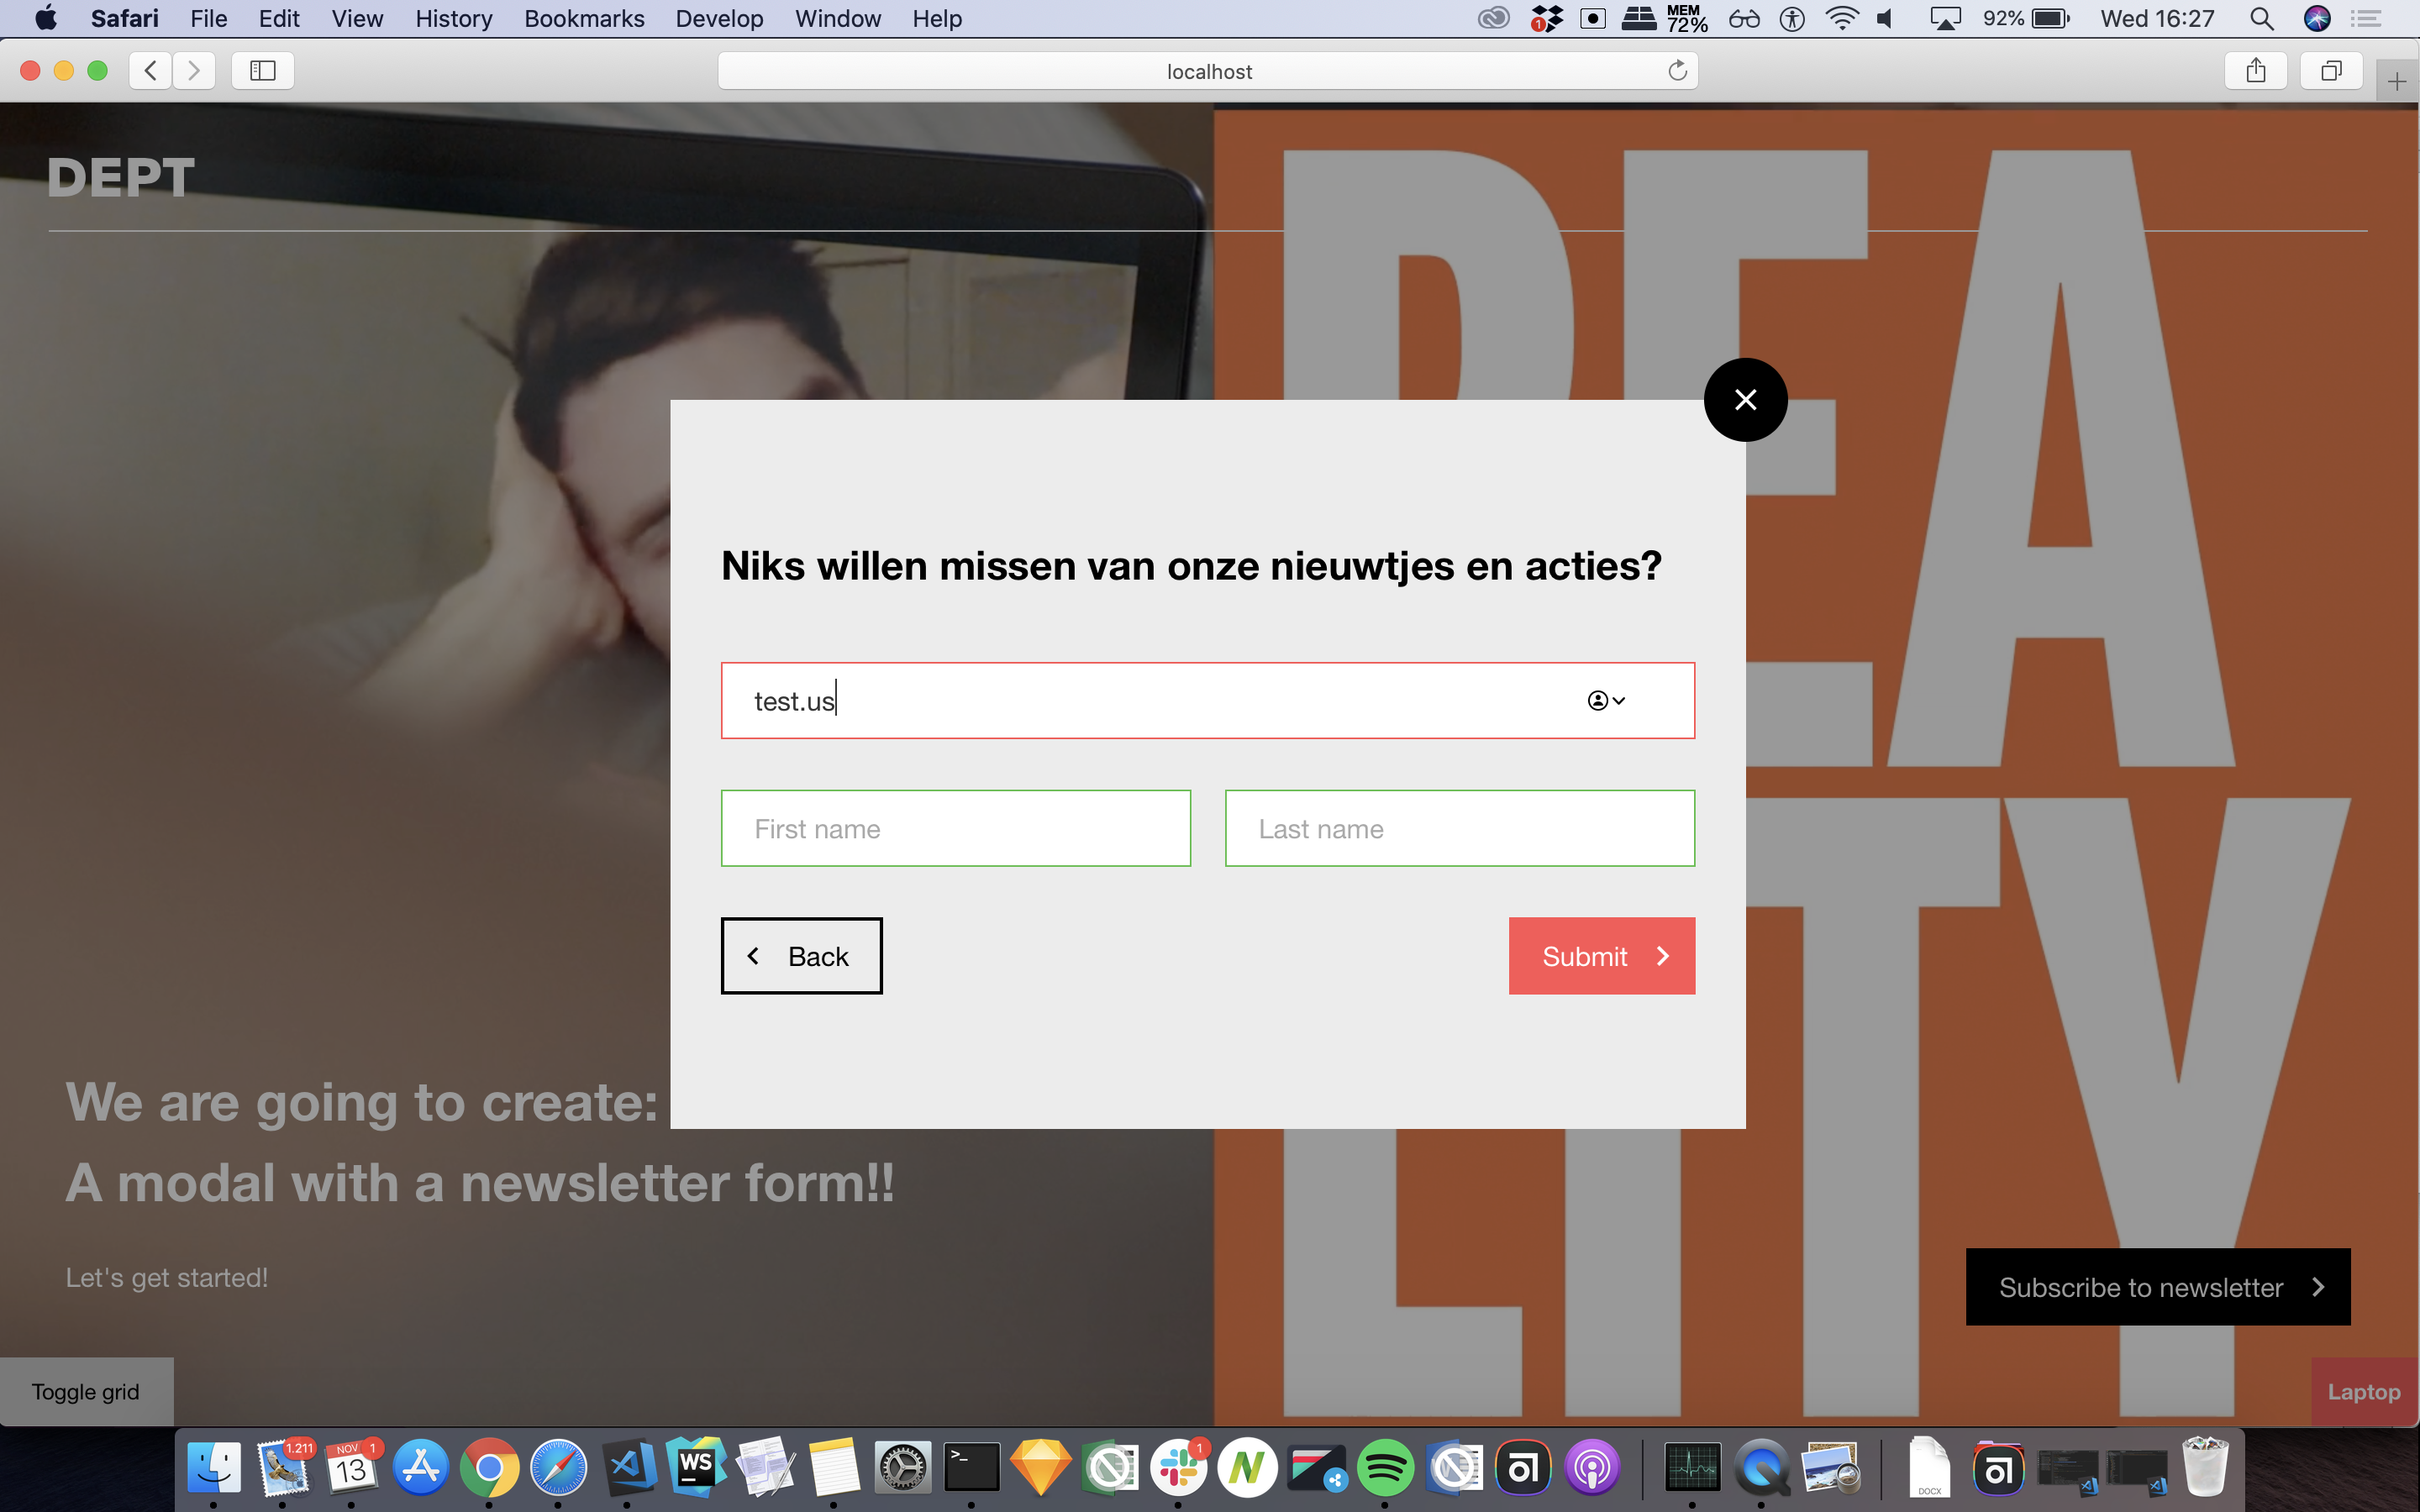 Safari File Edit View History Bookmarks Develop Window Help 1 MEM 72% 92% Wed 16:27
localhost
DEPT
REALITY
Niks willen missen van onze nieuwtjes en acties?
test.us
First name Last name
Back Submit
We are going to create:
A modal with a newsletter form!!
Let's get started!
Subscribe to newsletter
Toggle grid Laptop
1.211 NOV 13 1 WS >_ 1 DOCX